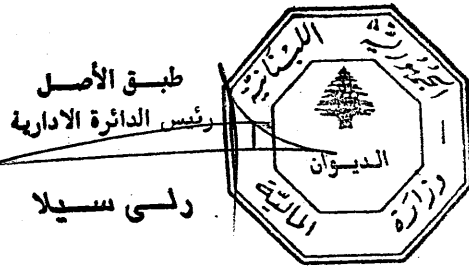 طبق الأصل
رئيس الدائرة الادارية
رلى سيلا
الجمهورية اللبنانية
الديوان
وزارة المالية